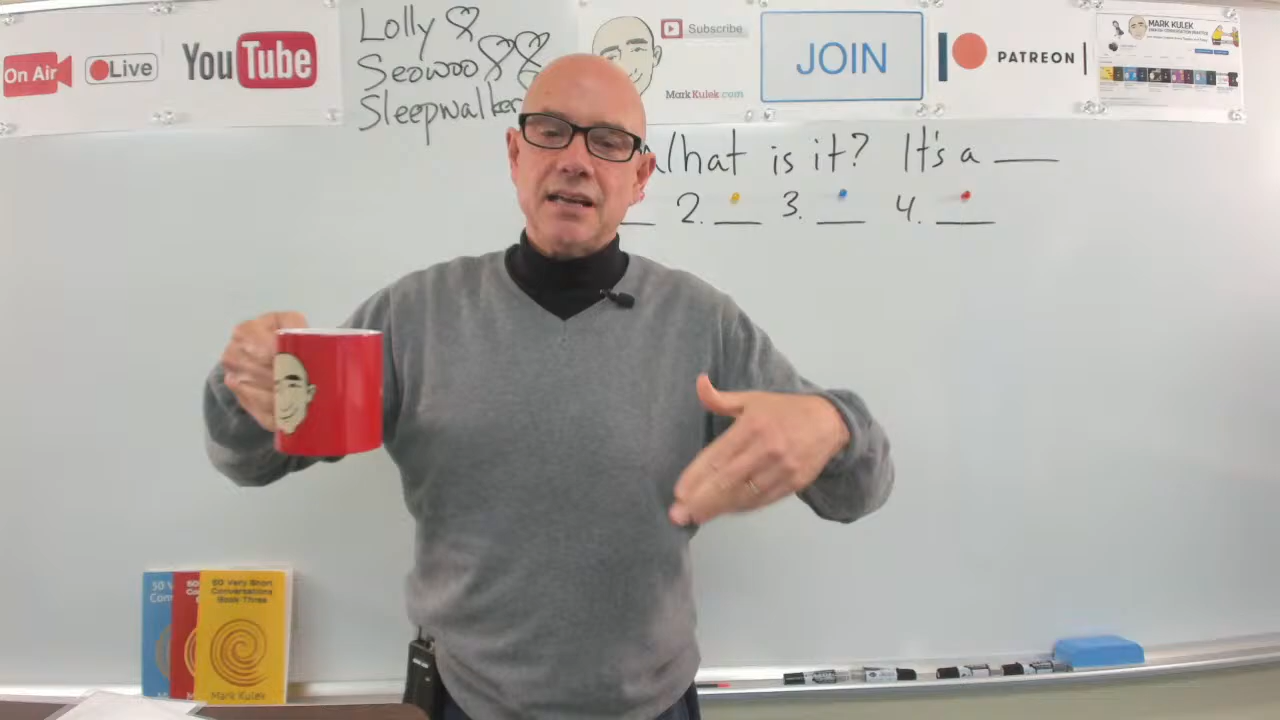 On Air
Live
YouTube
Lolly
Seowoo
Sleepwalker
Subscribe
MarkKulek.com
JOIN
PATREON
MARK KULEK
What is it? It's a
2. 3. 4.
50 Very Short
Conversations
Book Three
Mark Kulek